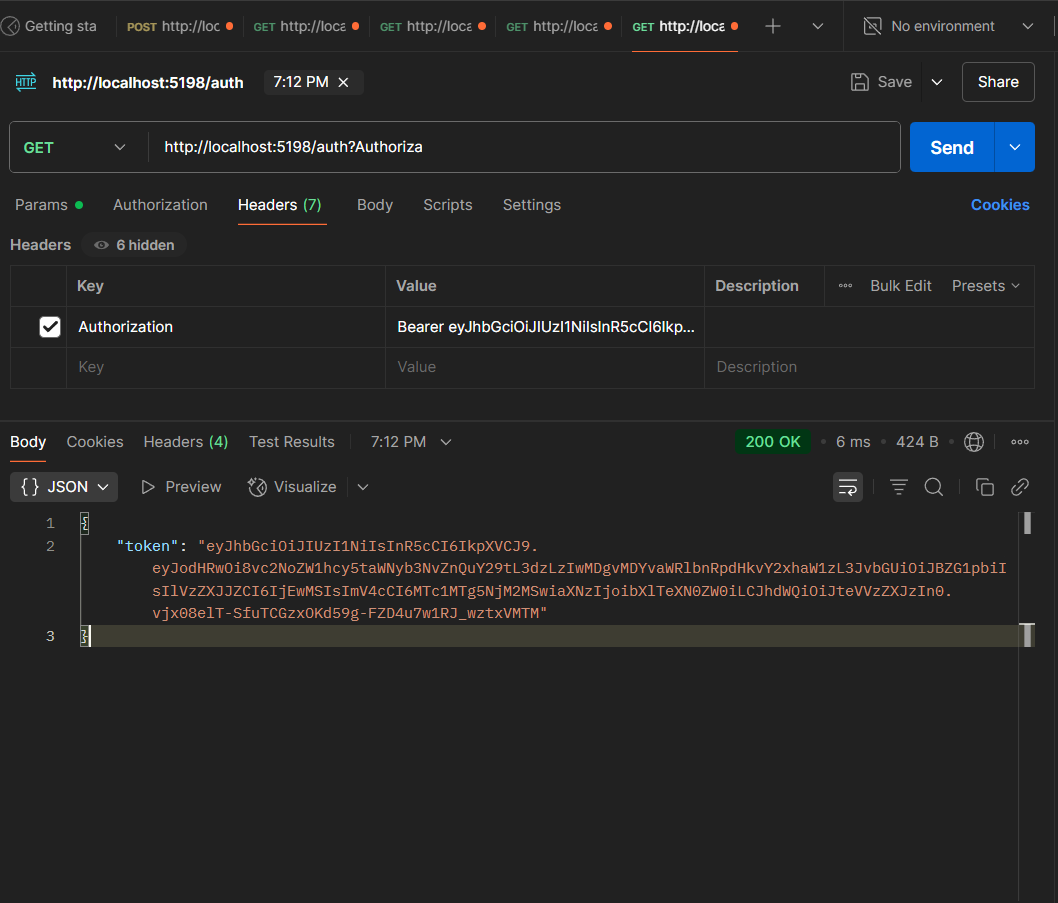 Getting sta
POST http://loc
GET http://loca
GET http://loca
GET http://loca
GET http://loca
No environment
HTTP http://localhost:5198/auth
7:12 PM
Save
Share
GET
http://localhost:5198/auth?Authoriza
Send
Params
Authorization
Headers (7)
Body
Scripts
Settings
Cookies
Headers
6 hidden
Key
Value
Description
Bulk Edit
Presets
Authorization
Bearer eyJhbGciOiJIUzI1NiIsInR5cCI6Ikp...
Key
Value
Description
Body
Cookies
Headers (4)
Test Results
7:12 PM
200 OK
6 ms
424 B
{} JSON
Preview
Visualize
1 {
2 "token": "eyJhbGciOiJIUzI1NiIsInR5cCI6IkpXVCJ9.
eyJodHRwOi8vc2NoZW1hcy5taWNyb3NvZnQuY29tL3dzLzIwMDgvMDYvaWRlbnRpdHkvY2xhaW1zL3JvbGUiOiJBZG1pbiI
sIlVzZXJJZCI6IjEwMSIsImV4cCI6MTc1MTg5NjM2MSwiaXNzIjoibXlTeXN0ZW0iLCJhdWQiOiJteVVzZXJzIn0.
vjx08elT-SfuTCGzxOKd59g-FZD4u7w1RJ_wztxVMTM"
3 }